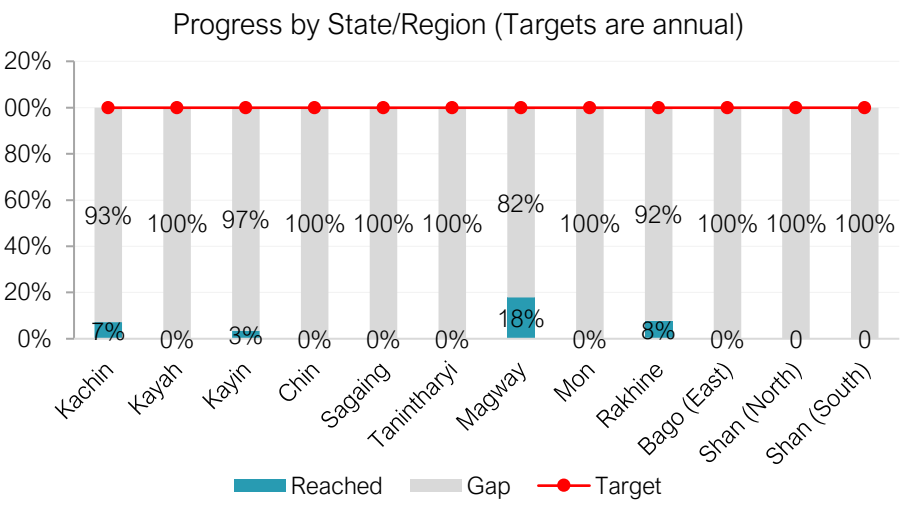 Progress by State/Region (Targets are annual)
20%
00%
80%
60%
40%
20%
0%
93% 100% 97% 100% 100% 100% 82% 100% 92% 100% 100% 100%
7% 0% 3% 0% 0% 0% 18% 0% 8% 0% 0 0
Kachin Kayah Kayin Chin Sagaing Tanintharyi Magway Mon Rakhine Bago (East) Shan (North) Shan (South)
Reached Gap Target